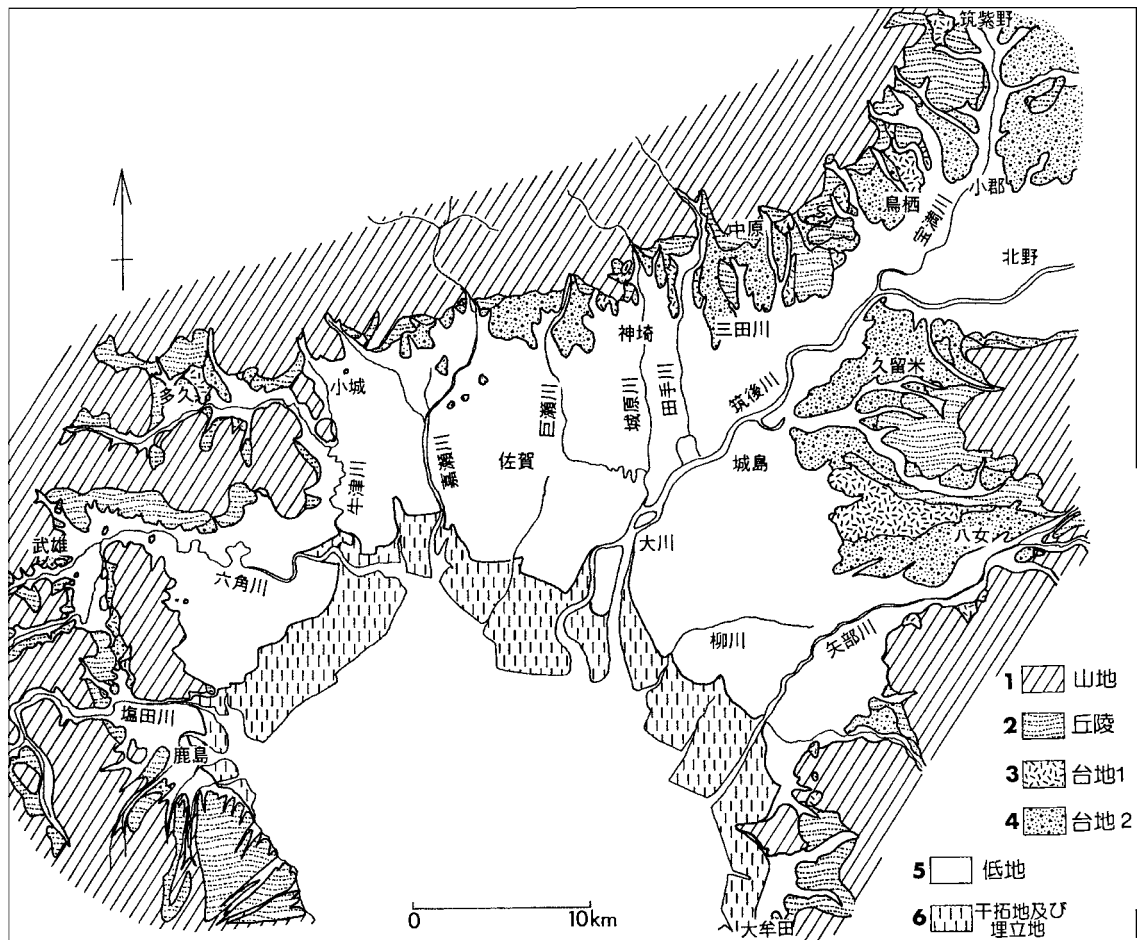 筑紫野
小郡
鳥栖
宝満川
北野
中原
三田川
神埼
久留米
筑後川
田手川
城原川
巨瀬川
多久
小城
佐賀
嘉瀬川
牛津川
城島
八女
武雄
六角川
大川
柳川
矢部川
塩田川
鹿島
大牟田
0 10km
1 山地
2 丘陵
3 台地1
4 台地2
5 低地
6 干拓地及び
埋立地